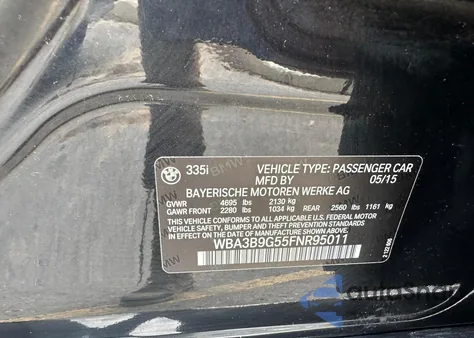 335i VEHICLE TYPE: PASSENGER CAR
MFD BY 05/15
BAYERISCHE MOTOREN WERKE AG
GVWR 4695 lbs 2130 kg
GAWR FRONT 2280 lbs 1034 kg REAR 2560 lbs 1161 kg
THIS VEHICLE CONFORMS TO ALL APPLICABLE U.S. FEDERAL MOTOR VEHICLE
SAFETY, BUMPER AND THEFT PREVENTION STANDARDS
IN EFFECT ON THE DATE OF MANUFACTURE SHOWN ABOVE.
WBA3B9G55FNR95011